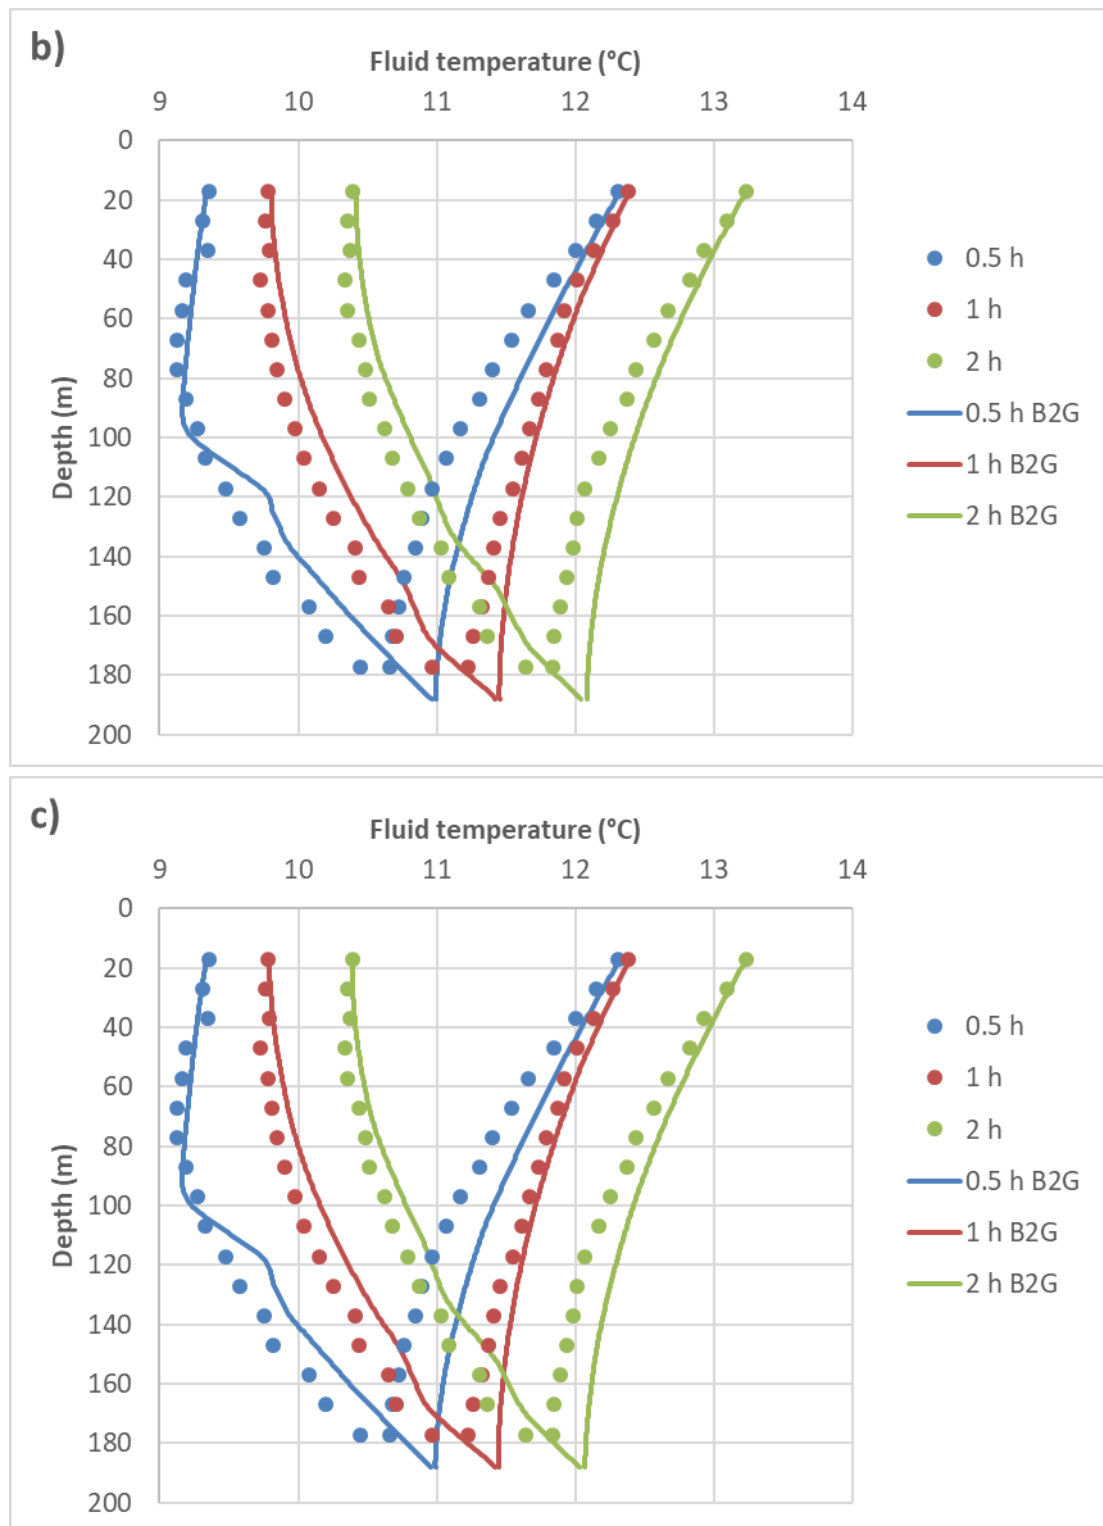 b)
Fluid temperature (°C)
9 10 11 12 13 14
0
20
40
60
80
100
120
140
160
180
200
Depth (m)
0.5 h
1 h
2 h
0.5 h B2G
1 h B2G
2 h B2G
c)
Fluid temperature (°C)
9 10 11 12 13 14
0
20
40
60
80
100
120
140
160
180
200
Depth (m)
0.5 h
1 h
2 h
0.5 h B2G
1 h B2G
2 h B2G